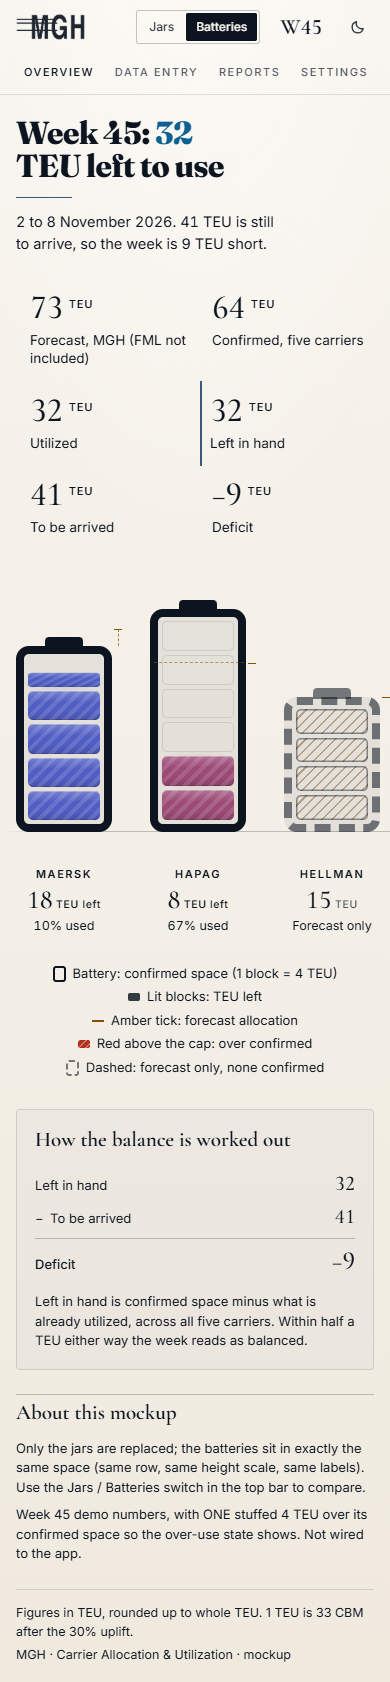 MGH
Jars Batteries W45
OVERVIEW DATA ENTRY REPORTS SETTINGS
Week 45: 32
TEU left to use
2 to 8 November 2026. 41 TEU is still
to arrive, so the week is 9 TEU short.
73 TEU
Forecast, MGH (FML not
included)
64 TEU
Confirmed, five carriers
32 TEU
Utilized
32 TEU
Left in hand
41 TEU
To be arrived
–9 TEU
Deficit
MAERSK
18 TEU left
10% used
HAPAG
8 TEU left
67% used
HELLMAN
15 TEU
Forecast only
Battery: confirmed space (1 block = 4 TEU)
Lit blocks: TEU left
Amber tick: forecast allocation
Red above the cap: over confirmed
Dashed: forecast only, none confirmed
How the balance is worked out
Left in hand 32
– To be arrived 41
Deficit –9
Left in hand is confirmed space minus what is
already utilized, across all five carriers. Within half a
TEU either way the week reads as balanced.
About this mockup
Only the jars are replaced; the batteries sit in exactly the
same space (same row, same height scale, same labels).
Use the Jars / Batteries switch in the top bar to compare.
Week 45 demo numbers, with ONE stuffed 4 TEU over its
confirmed space so the over-use state shows. Not wired
to the app.
Figures in TEU, rounded up to whole TEU. 1 TEU is 33 CBM
after the 30% uplift.
MGH · Carrier Allocation & Utilization · mockup